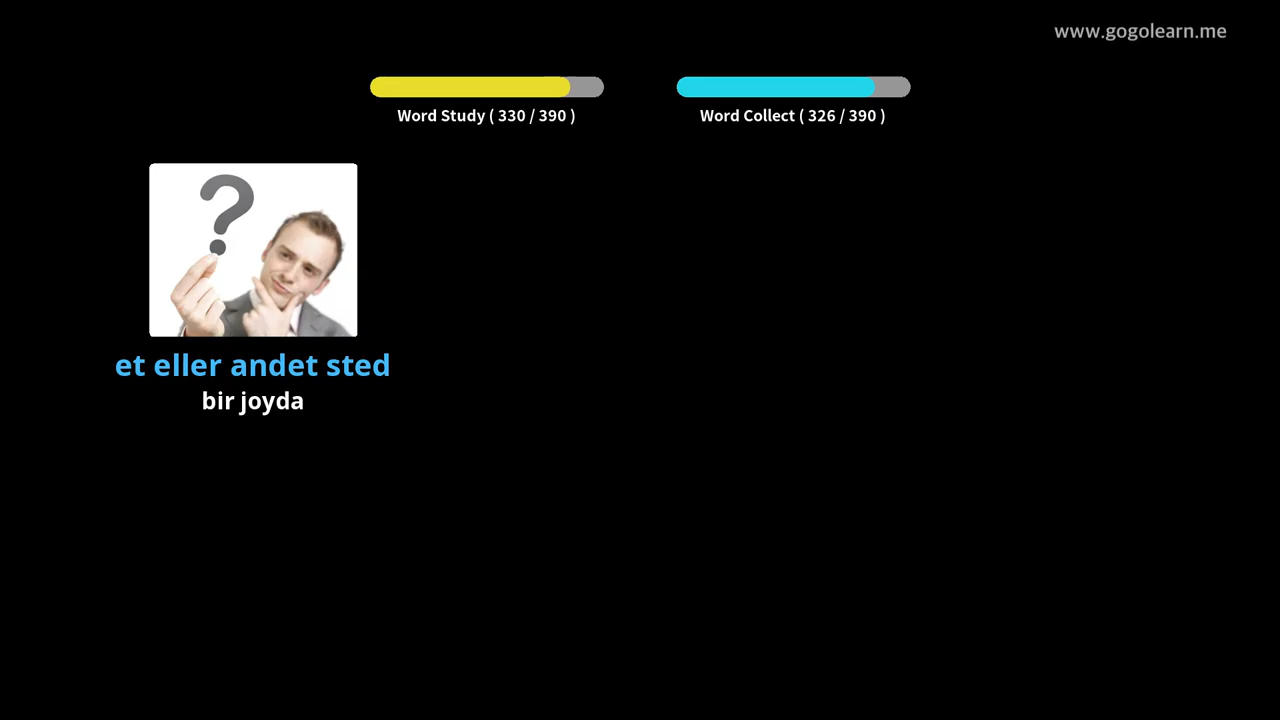 www.gogolearn.me
Word Study ( 330 / 390 )
Word Collect ( 326 / 390 )
?
et eller andet sted
bir joyda